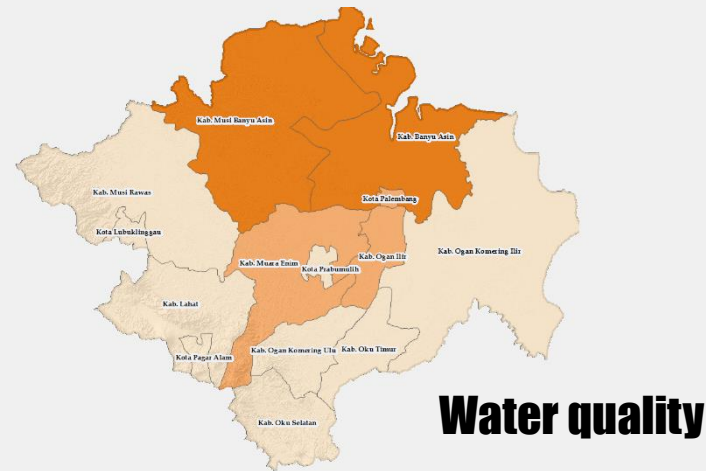 Kab. Musi Banyu Asin
Kab. Banyu Asin
Kab. Musi Rawas
Kota Palembang
Kota Lubuklinggau
Kab. Ogan Komering Ilir
Kab. Muara Enim
Kab. Ogan Ilir
Kota Prabumulih
Kab. Lahat
Kota Pagar Alam
Kab. Ogan Komering Ulu
Kab. Oku Timur
Kab. Oku Selatan
Water quality